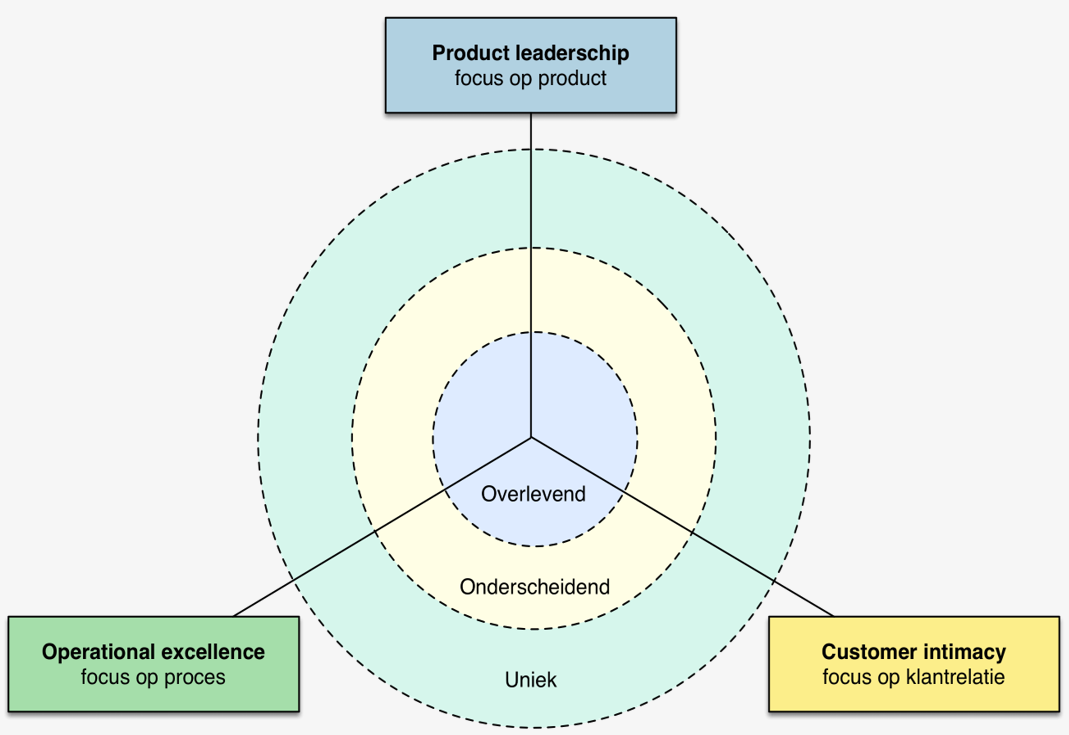 Product leaderschip
focus op product
Overlevend
Onderscheidend
Uniek
Operational excellence
focus op proces
Customer intimacy
focus op klantrelatie